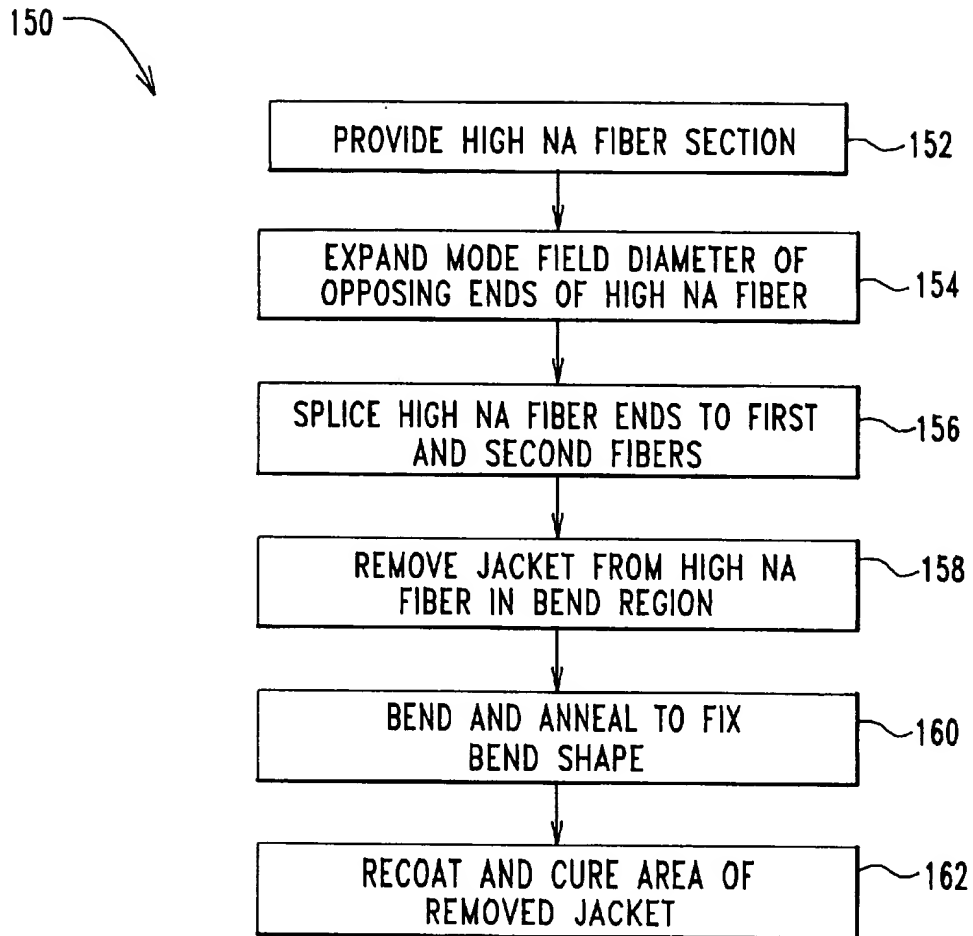 150
PROVIDE HIGH NA FIBER SECTION
152
EXPAND MODE FIELD DIAMETER OF
OPPOSING ENDS OF HIGH NA FIBER
154
SPLICE HIGH NA FIBER ENDS TO FIRST
AND SECOND FIBERS
156
REMOVE JACKET FROM HIGH NA
FIBER IN BEND REGION
158
BEND AND ANNEAL TO FIX
BEND SHAPE
160
RECOAT AND CURE AREA OF
REMOVED JACKET
162